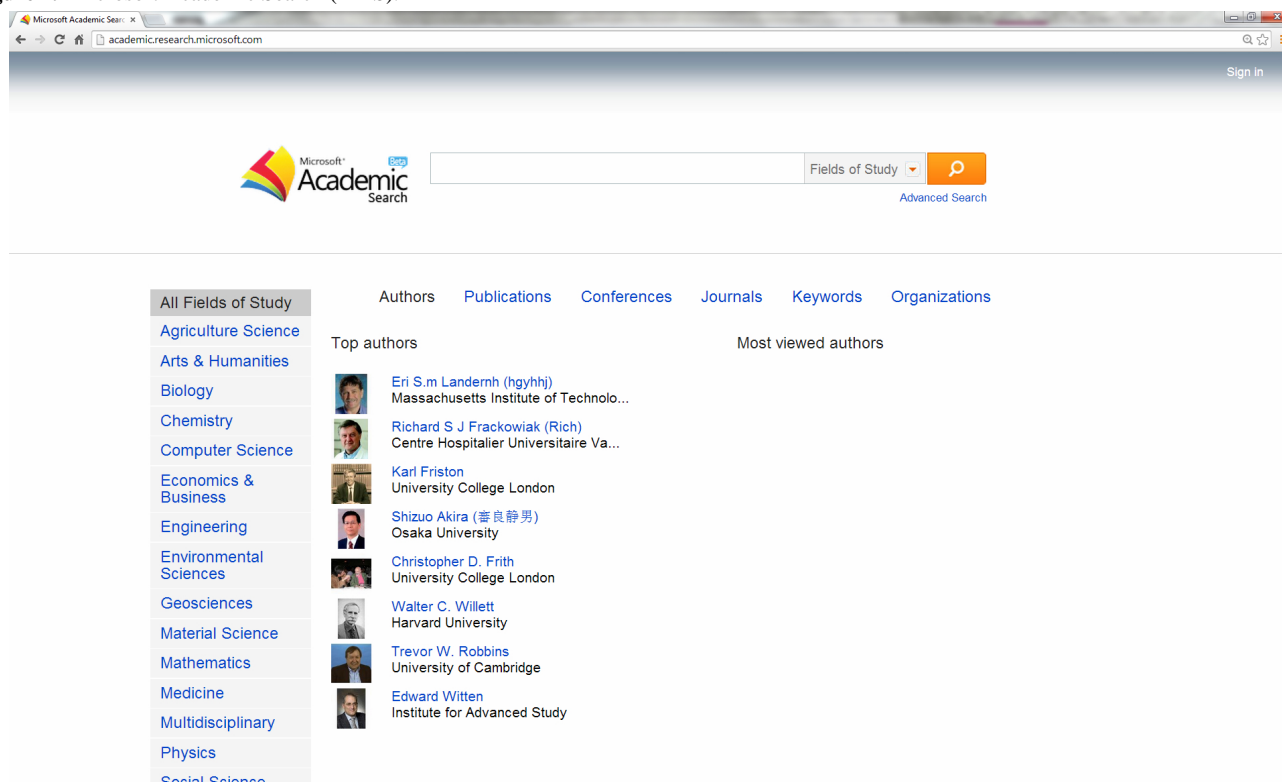 Microsoft Academic Searc
academic.research.microsoft.com
Sign in
Microsoft
Beta
Academic
Search
Fields of Study
Advanced Search
All Fields of Study
Agriculture Science
Arts & Humanities
Biology
Chemistry
Computer Science
Economics &
Business
Engineering
Environmental
Sciences
Geosciences
Material Science
Mathematics
Medicine
Multidisciplinary
Physics
Social Science
Authors Publications Conferences Journals Keywords Organizations
Top authors
Eri S.m Landernh (hgyhhj)
Massachusetts Institute of Technolo...
Richard S J Frackowiak (Rich)
Centre Hospitalier Universitaire Va...
Karl Friston
University College London
Shizuo Akira (審良静男)
Osaka University
Christopher D. Frith
University College London
Walter C. Willett
Harvard University
Trevor W. Robbins
University of Cambridge
Edward Witten
Institute for Advanced Study
Most viewed authors